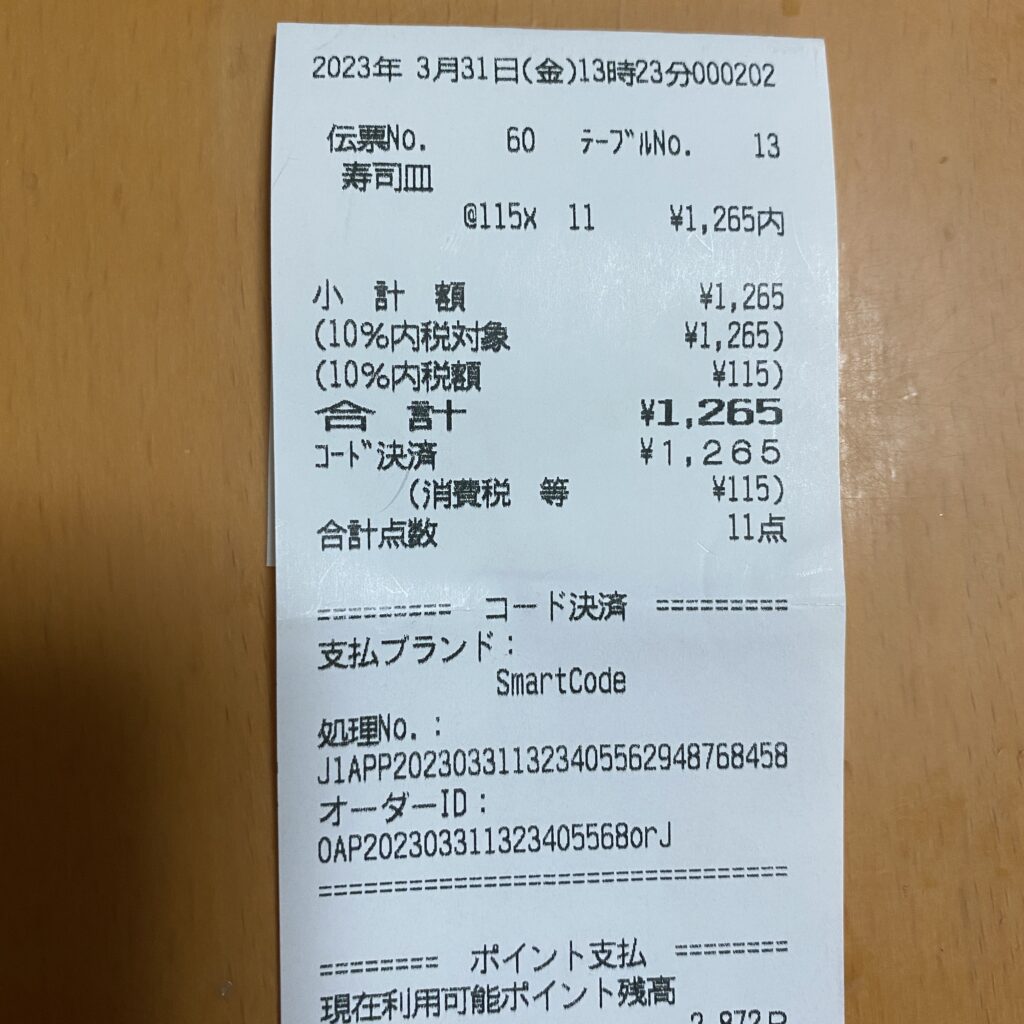 2023年 3月31日(金)13時23分000202
伝票No. 60 ﾃｰﾌﾞﾙNo. 13
寿司皿
@115x 11 ¥1,265内
小 計 額 ¥1,265
(10%内税対象 ¥1,265)
(10%内税額 ¥115)
合 計 ¥1,265
ｺｰﾄﾞ決済 ¥1,265
(消費税 等 ¥115)
合計点数 11点
========= コード決済 =========
支払ブランド：
SmartCode
処理No.：
J1APP20230331132340556294876845​8
オーダーID：
OAP202303311323405568orJ
===============================
======== ポイント支払 ========
現在利用可能ポイント残高